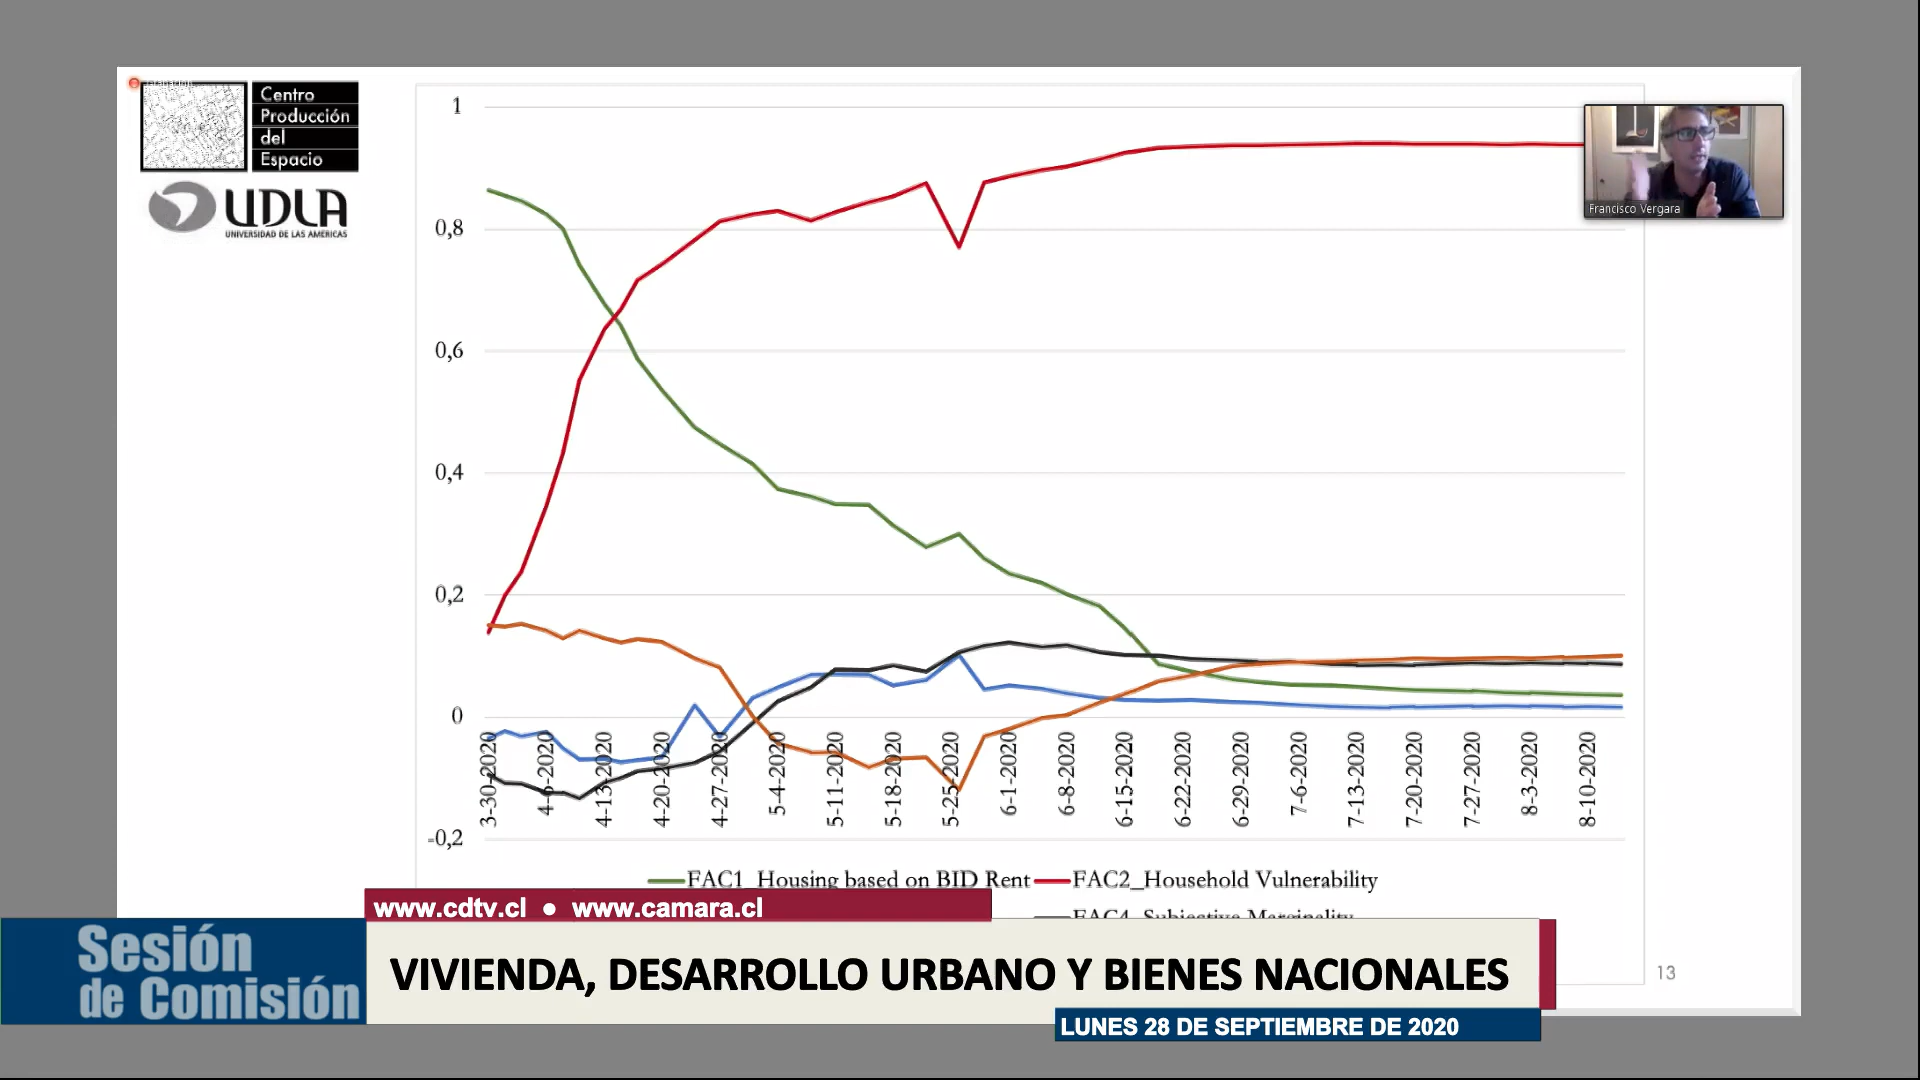 Centro
Producción
del
Espacio
UDLA
UNIVERSIDAD DE LAS AMERICAS
1
0,8
0,6
0,4
0,2
0
-0,2
3-30-2020
4-6-2020
4-13-2020
4-20-2020
4-27-2020
5-4-2020
5-11-2020
5-18-2020
5-25-2020
6-1-2020
6-8-2020
6-15-2020
6-22-2020
6-29-2020
7-6-2020
7-13-2020
7-20-2020
7-27-2020
8-3-2020
8-10-2020
FAC1_Housing based on BID Rent
FAC2_Household Vulnerability
FAC4_Subjective Marginality
Francisco Vergara
13
www.cdtv.cl ● www.camara.cl
Sesión
de Comisión
VIVIENDA, DESARROLLO URBANO Y BIENES NACIONALES
LUNES 28 DE SEPTIEMBRE DE 2020